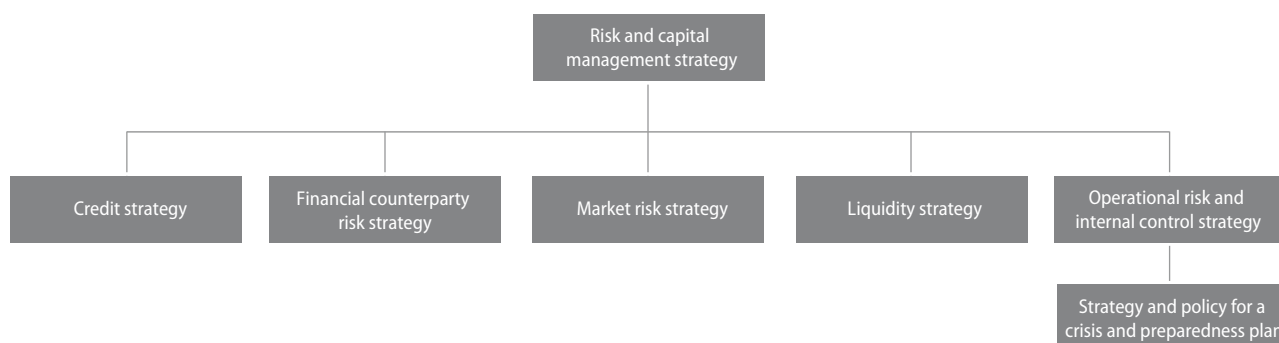 Risk and capital
management strategy
Credit strategy
Financial counterparty
risk strategy
Market risk strategy
Liquidity strategy
Operational risk and
internal control strategy
Strategy and policy for a
crisis and preparedness plan